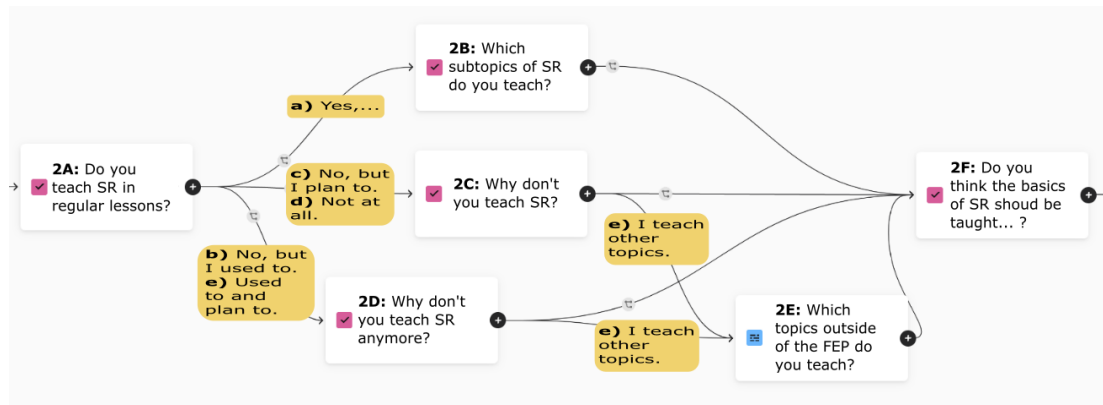 2B: Which
subtopics of SR
do you teach?
a) Yes,...
2A: Do you
teach SR in
regular lessons?
c) No, but
I plan to.
d) Not at
all.
2C: Why don't
you teach SR?
2F: Do you
think the basics
of SR shoud be
taught... ?
e) I teach
other
topics.
b) No, but
I used to.
e) Used
to and
plan to.
2D: Why don't
you teach SR
anymore?
e) I teach
other
topics.
2E: Which
topics outside
of the FEP do
you teach?